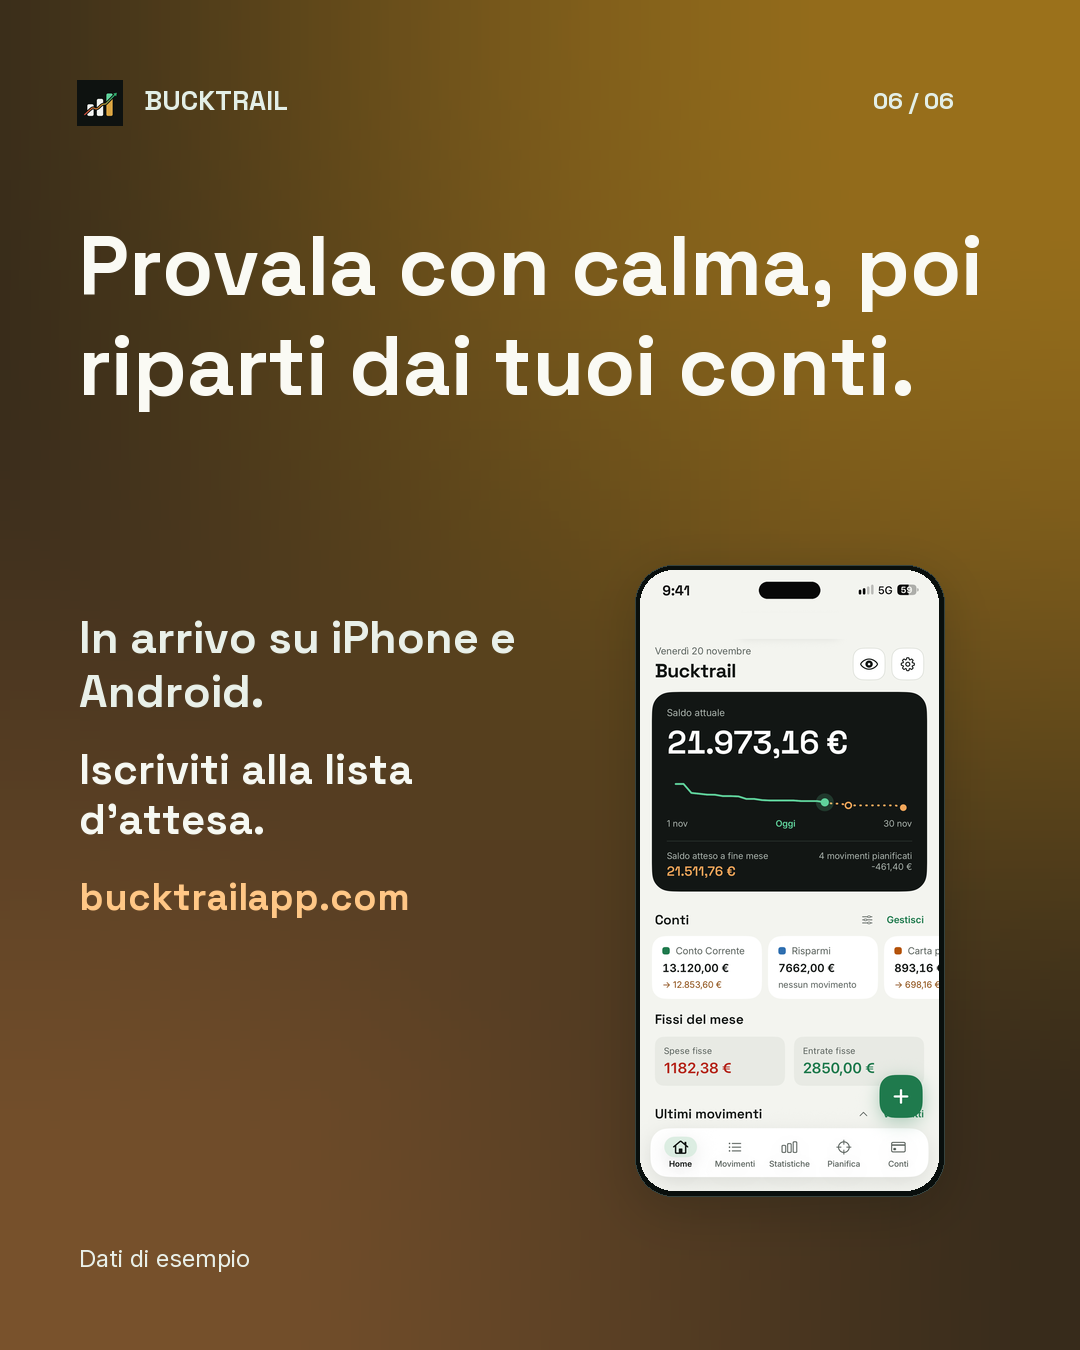 BUCKTRAIL
06 / 06
Provala con calma, poi
riparti dai tuoi conti.
In arrivo su iPhone e
Android.
Iscriviti alla lista
d’attesa.
bucktrailapp.com
9:41
5G 59
Venerdì 20 novembre
Bucktrail
Saldo attuale
21.973,16 €
1 nov Oggi 30 nov
Saldo atteso a fine mese 4 movimenti pianificati
21.511,76 € -461,40 €
Conti Gestisci
Conto Corrente Risparmi Carta
13.120,00 € 7662,00 € 893,16 €
→ 12.853,60 € nessun movimento → 698,16 €
Fissi del mese
Spese fisse Entrate fisse
1182,38 € 2850,00 €
Ultimi movimenti
Home Movimenti Statistiche Pianifica Conti
Dati di esempio